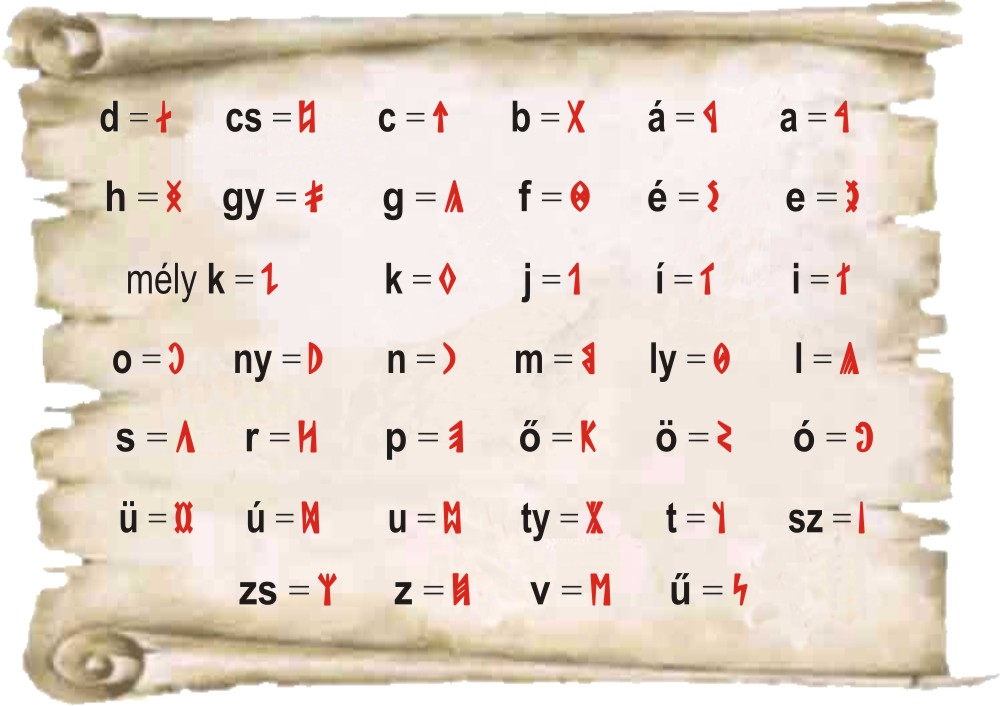 d = 𐲇 cs = 𐲆 c = 𐲄 b = 𐲂 á = 𐲁 a = 𐲀
h = 𐲏 gy = 𐲎 g = 𐲍 f = 𐲌 é = 𐲋 e = 𐲉
mély k = 𐲔 k = 𐲓 j = 𐲒 í = 𐲑 i = 𐲐
o = 𐲛 ny = 𐲚 n = 𐲙 m = 𐲘 ly = 𐲗 l = 𐲖
s = 𐲤 r = 𐲢 p = 𐲠 ő = 𐲟 ö = 𐲞 ó = 𐲜
ü = 𐲬 ú = 𐲫 u = 𐲪 ty = 𐲨 t = 𐲦 sz = 𐲥
zs = 𐲰 z = 𐲯 v = 𐲮 ű = 𐲭